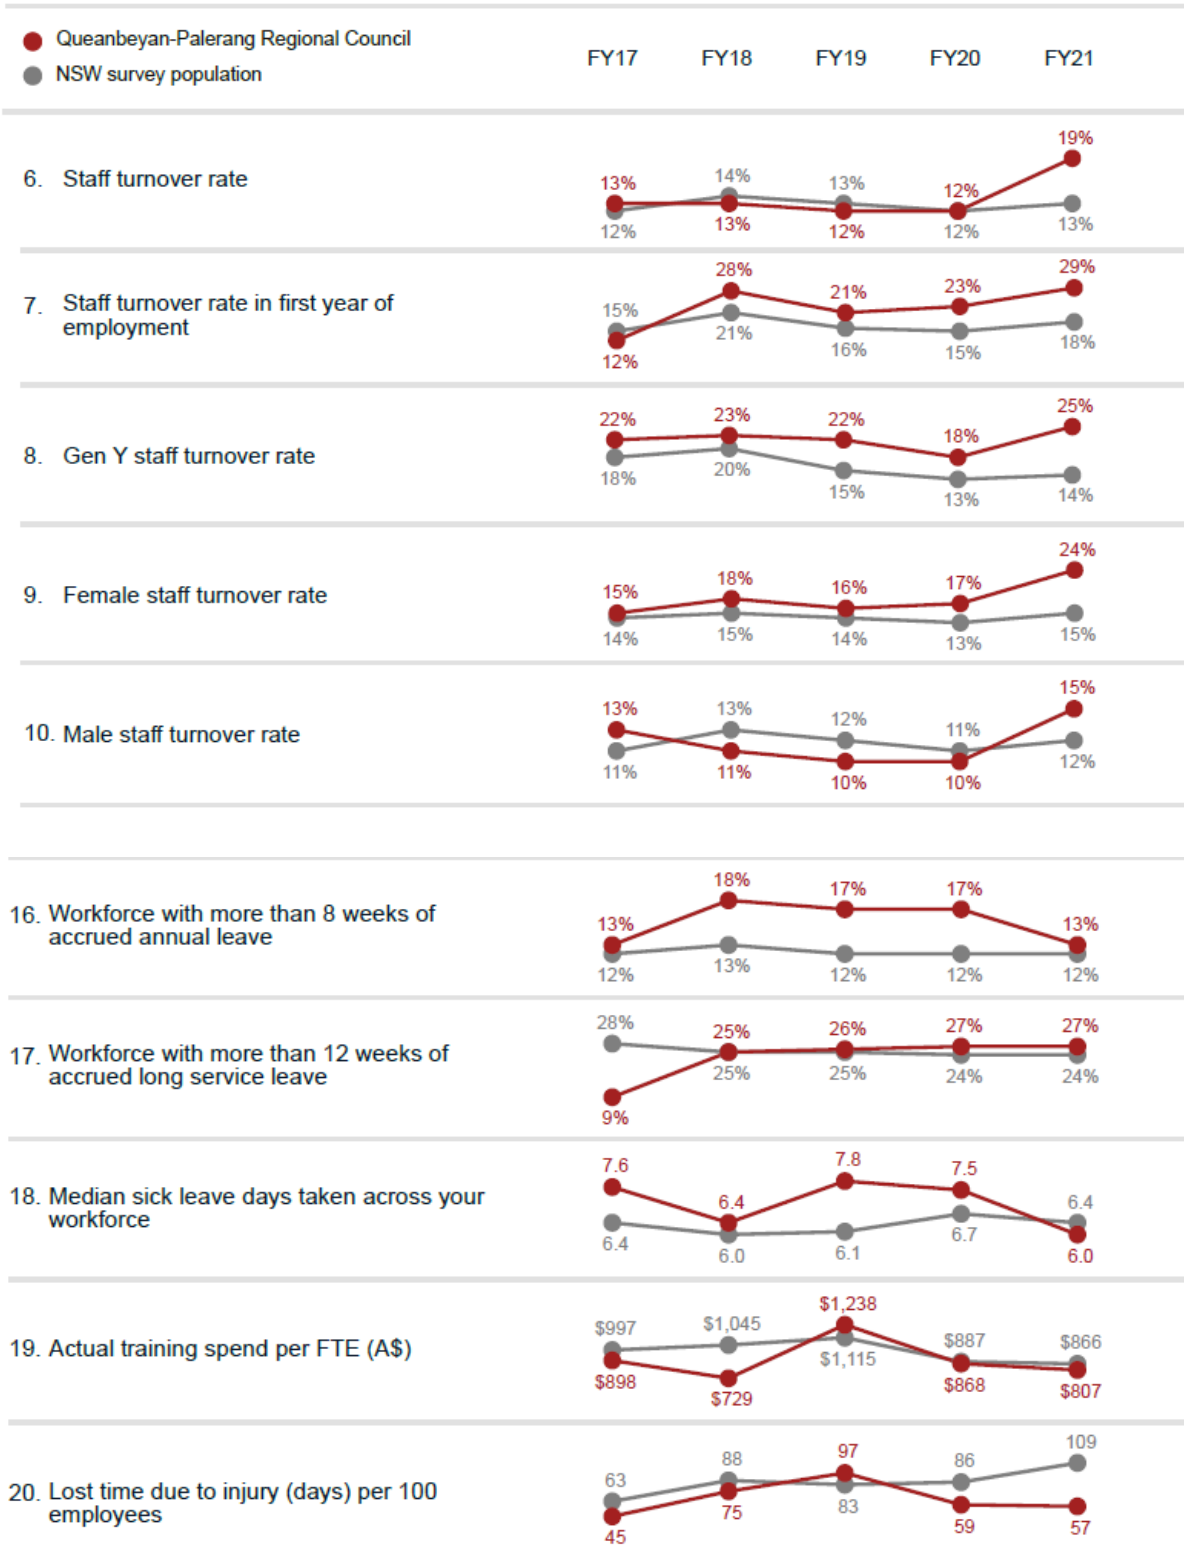 Queanbeyan-Palerang Regional Council
NSW survey population
FY17 FY18 FY19 FY20 FY21
6. Staff turnover rate
13% 14% 13% 12% 19%
12% 13% 12% 12% 13%
7. Staff turnover rate in first year of
employment
15% 28% 21% 23% 29%
12% 21% 16% 15% 18%
8. Gen Y staff turnover rate
22% 23% 22% 18% 25%
18% 20% 15% 13% 14%
9. Female staff turnover rate
15% 18% 16% 17% 24%
14% 15% 14% 13% 15%
10. Male staff turnover rate
13% 13% 12% 11% 15%
11% 11% 10% 10% 12%
16. Workforce with more than 8 weeks of
accrued annual leave
13% 18% 17% 17% 13%
12% 13% 12% 12% 12%
17. Workforce with more than 12 weeks of
accrued long service leave
28% 25% 26% 27% 27%
9% 25% 25% 24% 24%
18. Median sick leave days taken across your
workforce
7.6 6.4 7.8 7.5 6.4
6.4 6.0 6.1 6.7 6.0
19. Actual training spend per FTE (A$)
$997 $1,045 $1,238 $887 $866
$898 $729 $1,115 $868 $807
20. Lost time due to injury (days) per 100
employees
63 88 97 86 109
45 75 83 59 57